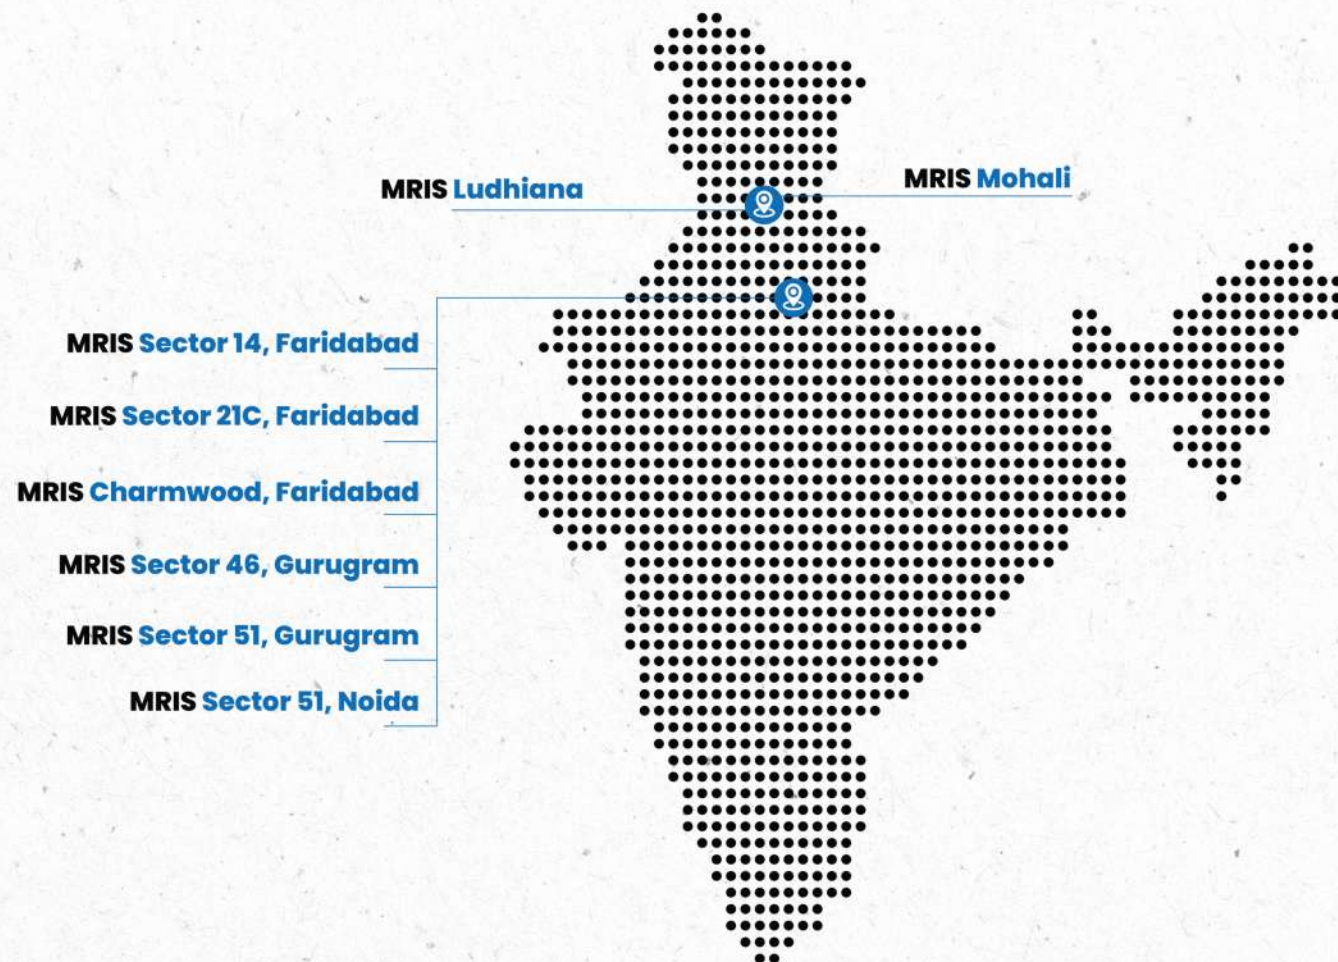 MRIS Ludhiana
MRIS Mohali
MRIS Sector 14, Faridabad
MRIS Sector 21C, Faridabad
MRIS Charmwood, Faridabad
MRIS Sector 46, Gurugram
MRIS Sector 51, Gurugram
MRIS Sector 51, Noida